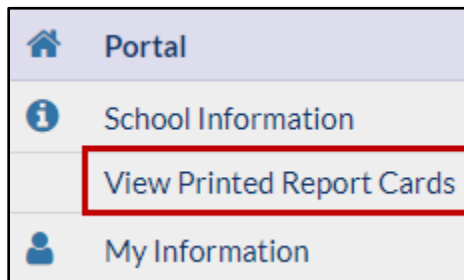 Portal
School Information
View Printed Report Cards
My Information